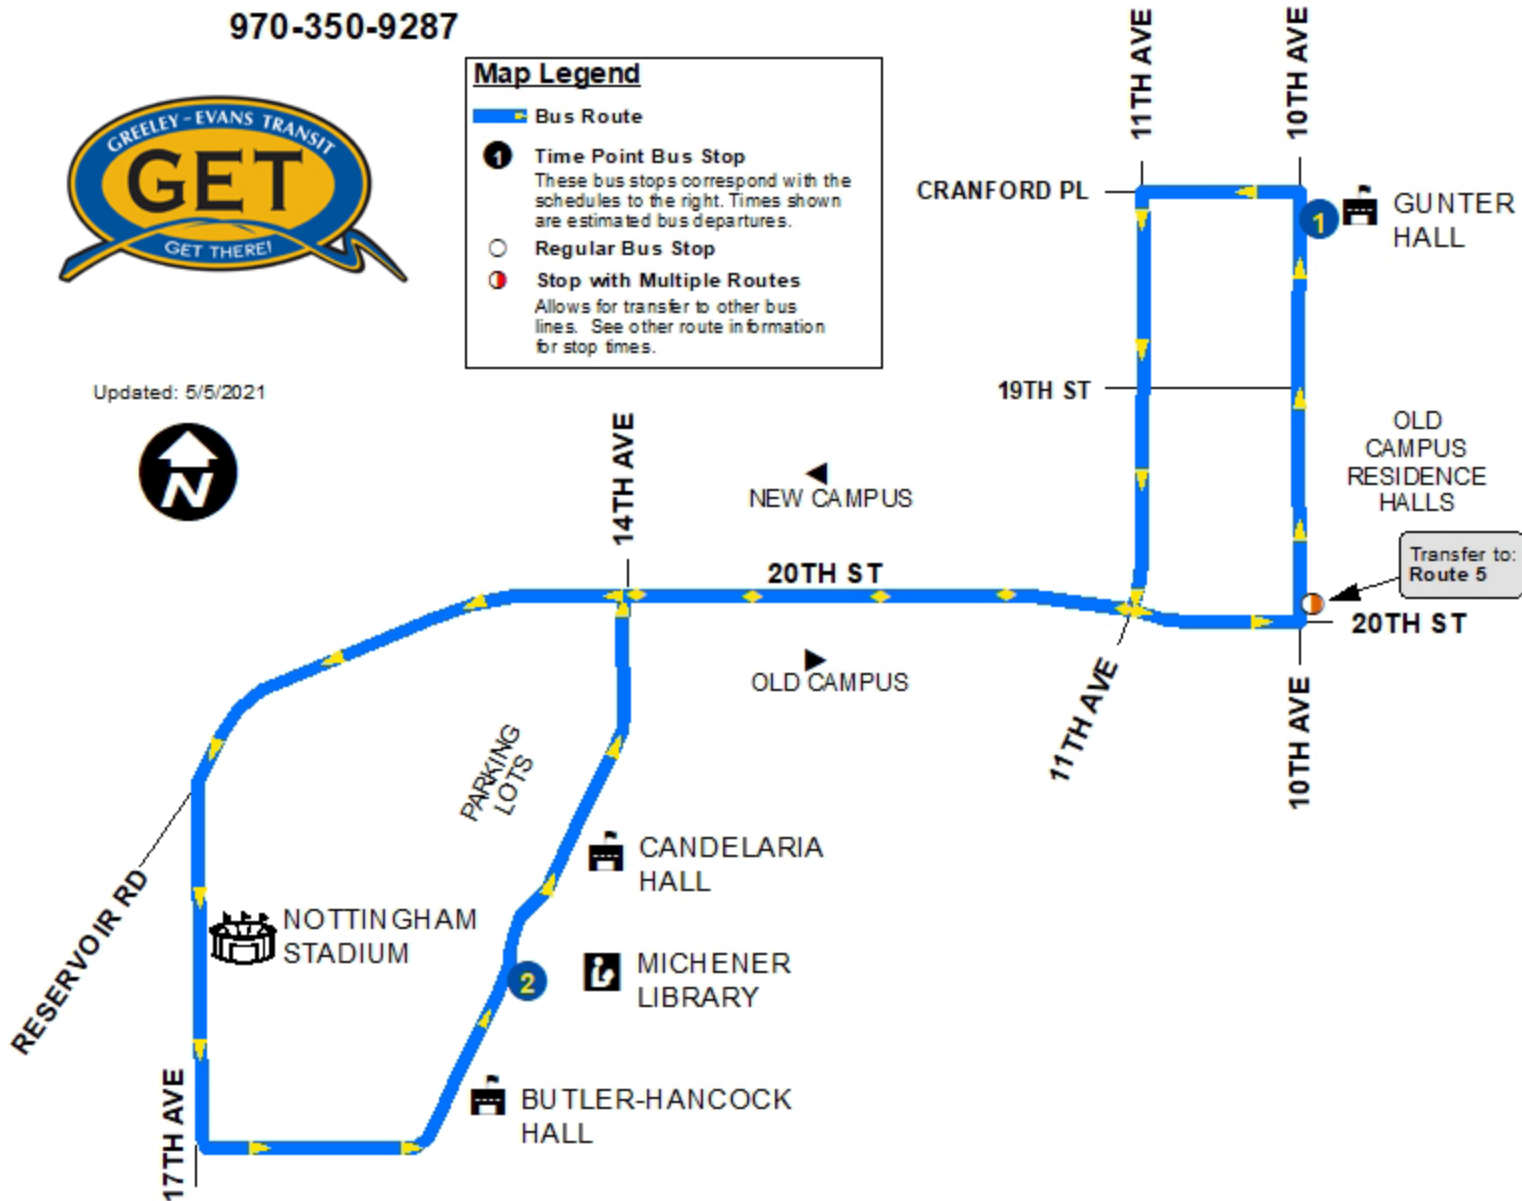 970-350-9287
GREELEY-EVANS TRANSIT
GET
GET THERE!
Updated: 5/5/2021
N
Map Legend
Bus Route
1
Time Point Bus Stop
These bus stops correspond with the
schedules to the right. Times shown
are estimated bus departures.
Regular Bus Stop
Stop with Multiple Routes
Allows for transfer to other bus
lines. See other route information
for stop times.
11TH AVE
10TH AVE
CRANFORD PL
1
GUNTER
HALL
19TH ST
OLD
CAMPUS
RESIDENCE
HALLS
14TH AVE
NEW CAMPUS
Transfer to:
Route 5
20TH ST
20TH ST
OLD CAMPUS
11TH AVE
10TH AVE
PARKING
LOTS
CANDELARIA
HALL
RESERVOIR RD
NOTTINGHAM
STADIUM
2
MICHENER
LIBRARY
17TH AVE
BUTLER-HANCOCK
HALL